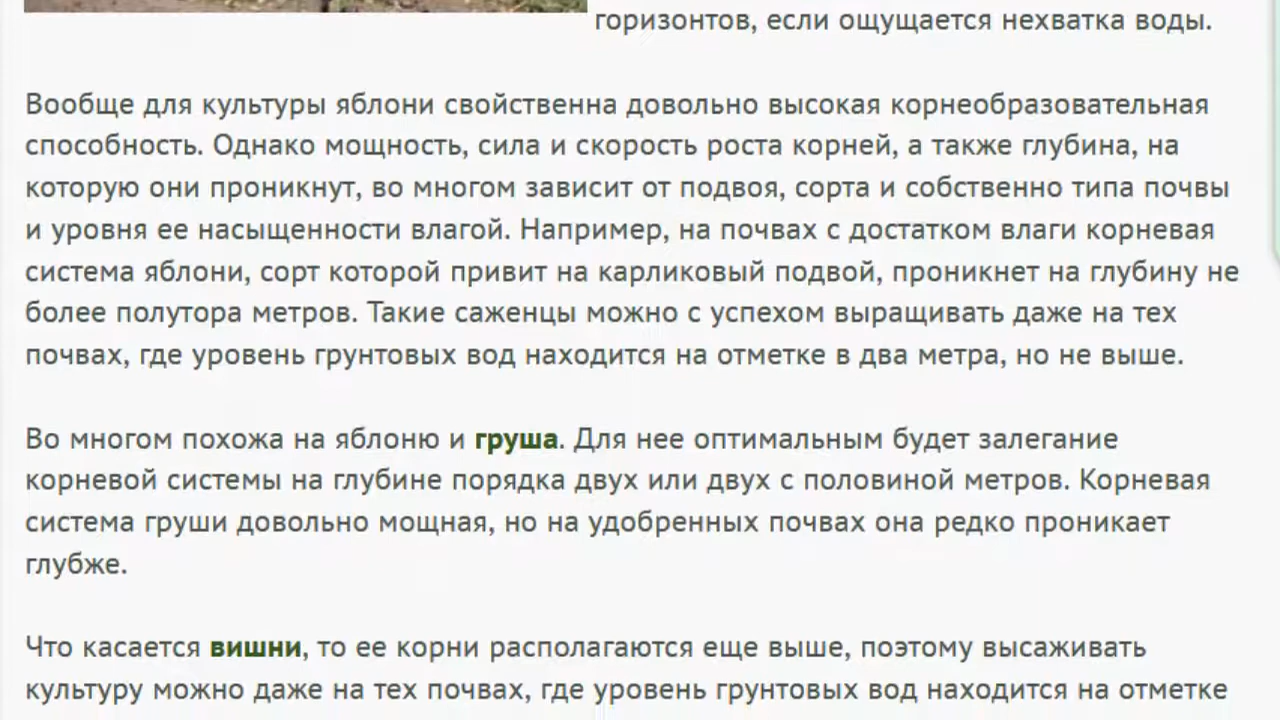 горизонтов, если ощущается нехватка воды.
Вообще для культуры яблони свойственна довольно высокая корнеобразовательная
способность. Однако мощность, сила и скорость роста корней, а также глубина, на
которую они проникнут, во многом зависит от подвоя, сорта и собственно типа почвы
и уровня ее насыщенности влагой. Например, на почвах с достатком влаги корневая
система яблони, сорт которой привит на карликовый подвой, проникнет на глубину не
более полутора метров. Такие саженцы можно с успехом выращивать даже на тех
почвах, где уровень грунтовых вод находится на отметке в два метра, но не выше.
Во многом похожа на яблоню и груша. Для нее оптимальным будет залегание
корневой системы на глубине порядка двух или двух с половиной метров. Корневая
система груши довольно мощная, но на удобренных почвах она редко проникает
глубже.
Что касается вишни, то ее корни располагаются еще выше, поэтому высаживать
культуру можно даже на тех почвах, где уровень грунтовых вод находится на отметке